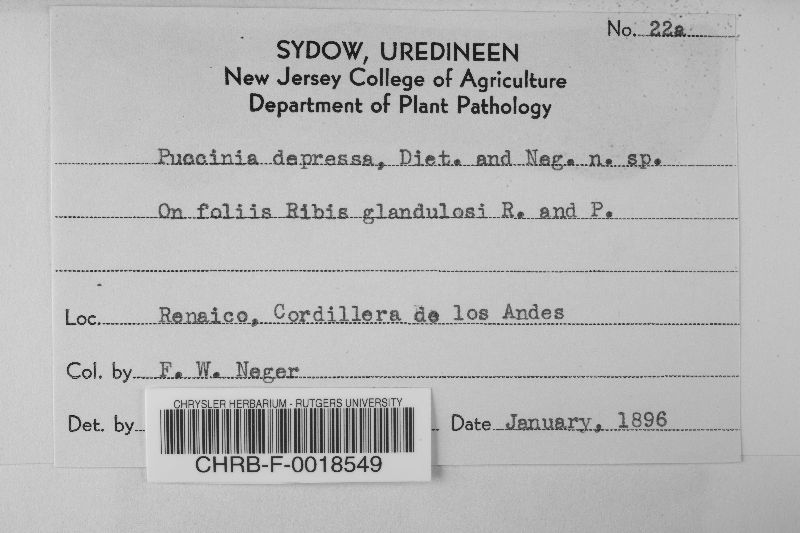 No. 22a
SYDOW, UREDINEEN
New Jersey College of Agriculture
Department of Plant Pathology
Puccinia depressa, Diet. and Neg. n. sp.
On foliis Ribis glandulosi R. and P.
Loc. Renaico, Cordillera de los Andes
Col. by F. W. Neger
Det. by Date January, 1896
CHRYSLER HERBARIUM - RUTGERS UNIVERSITY
CHRB-F-0018549